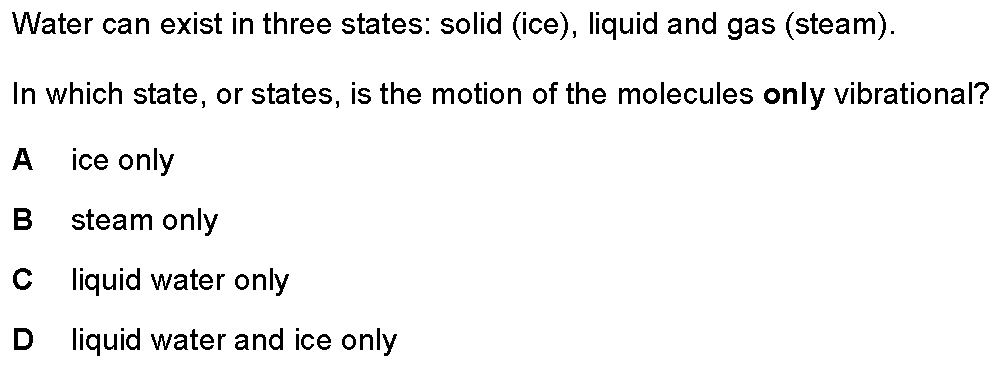 Water can exist in three states: solid (ice), liquid and gas (steam).
In which state, or states, is the motion of the molecules only vibrational?
A ice only
B steam only
C liquid water only
D liquid water and ice only